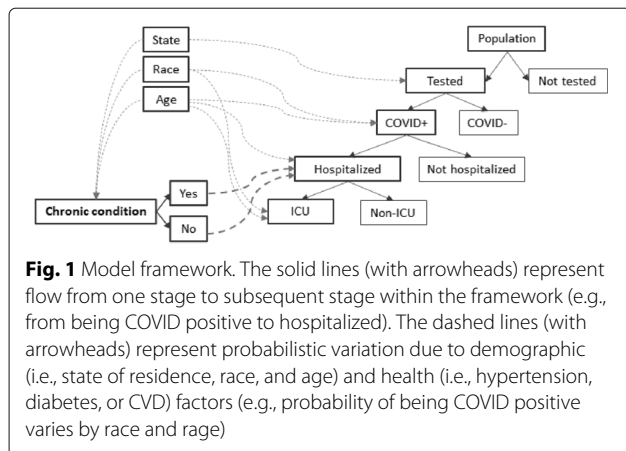 State
Population
Race
Tested
Not tested
Age
COVID+
COVID-
Hospitalized
Not hospitalized
Yes
Chronic condition
No
ICU
Non-ICU
Fig. 1 Model framework. The solid lines (with arrowheads) represent
flow from one stage to subsequent stage within the framework (e.g.,
from being COVID positive to hospitalized). The dashed lines (with
arrowheads) represent probabilistic variation due to demographic
(i.e., state of residence, race, and age) and health (i.e., hypertension,
diabetes, or CVD) factors (e.g., probability of being COVID positive
varies by race and rage)